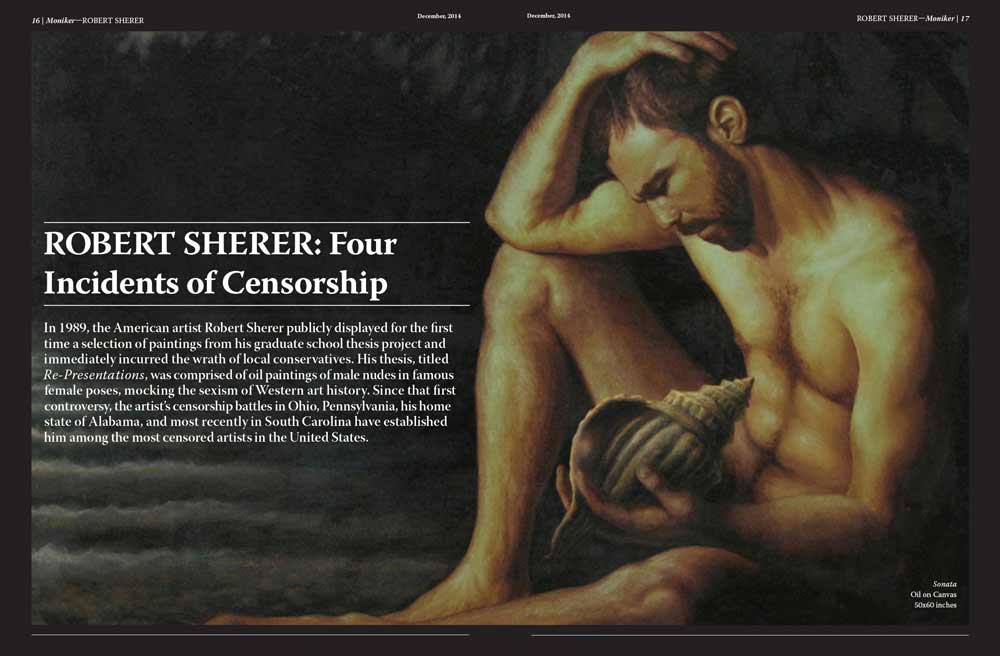 16 | Moniker—ROBERT SHERER
December, 2014
December, 2014
ROBERT SHERER—Moniker | 17
ROBERT SHERER: Four
Incidents of Censorship
In 1989, the American artist Robert Sherer publicly displayed for the first
time a selection of paintings from his graduate school thesis project and
immediately incurred the wrath of local conservatives. His thesis, titled
Re-Presentations, was comprised of oil paintings of male nudes in famous
female poses, mocking the sexism of Western art history. Since that first
controversy, the artist's censorship battles in Ohio, Pennsylvania, his home
state of Alabama, and most recently in South Carolina have established
him among the most censored artists in the United States.
Sonata
Oil on Canvas
50x60 inches